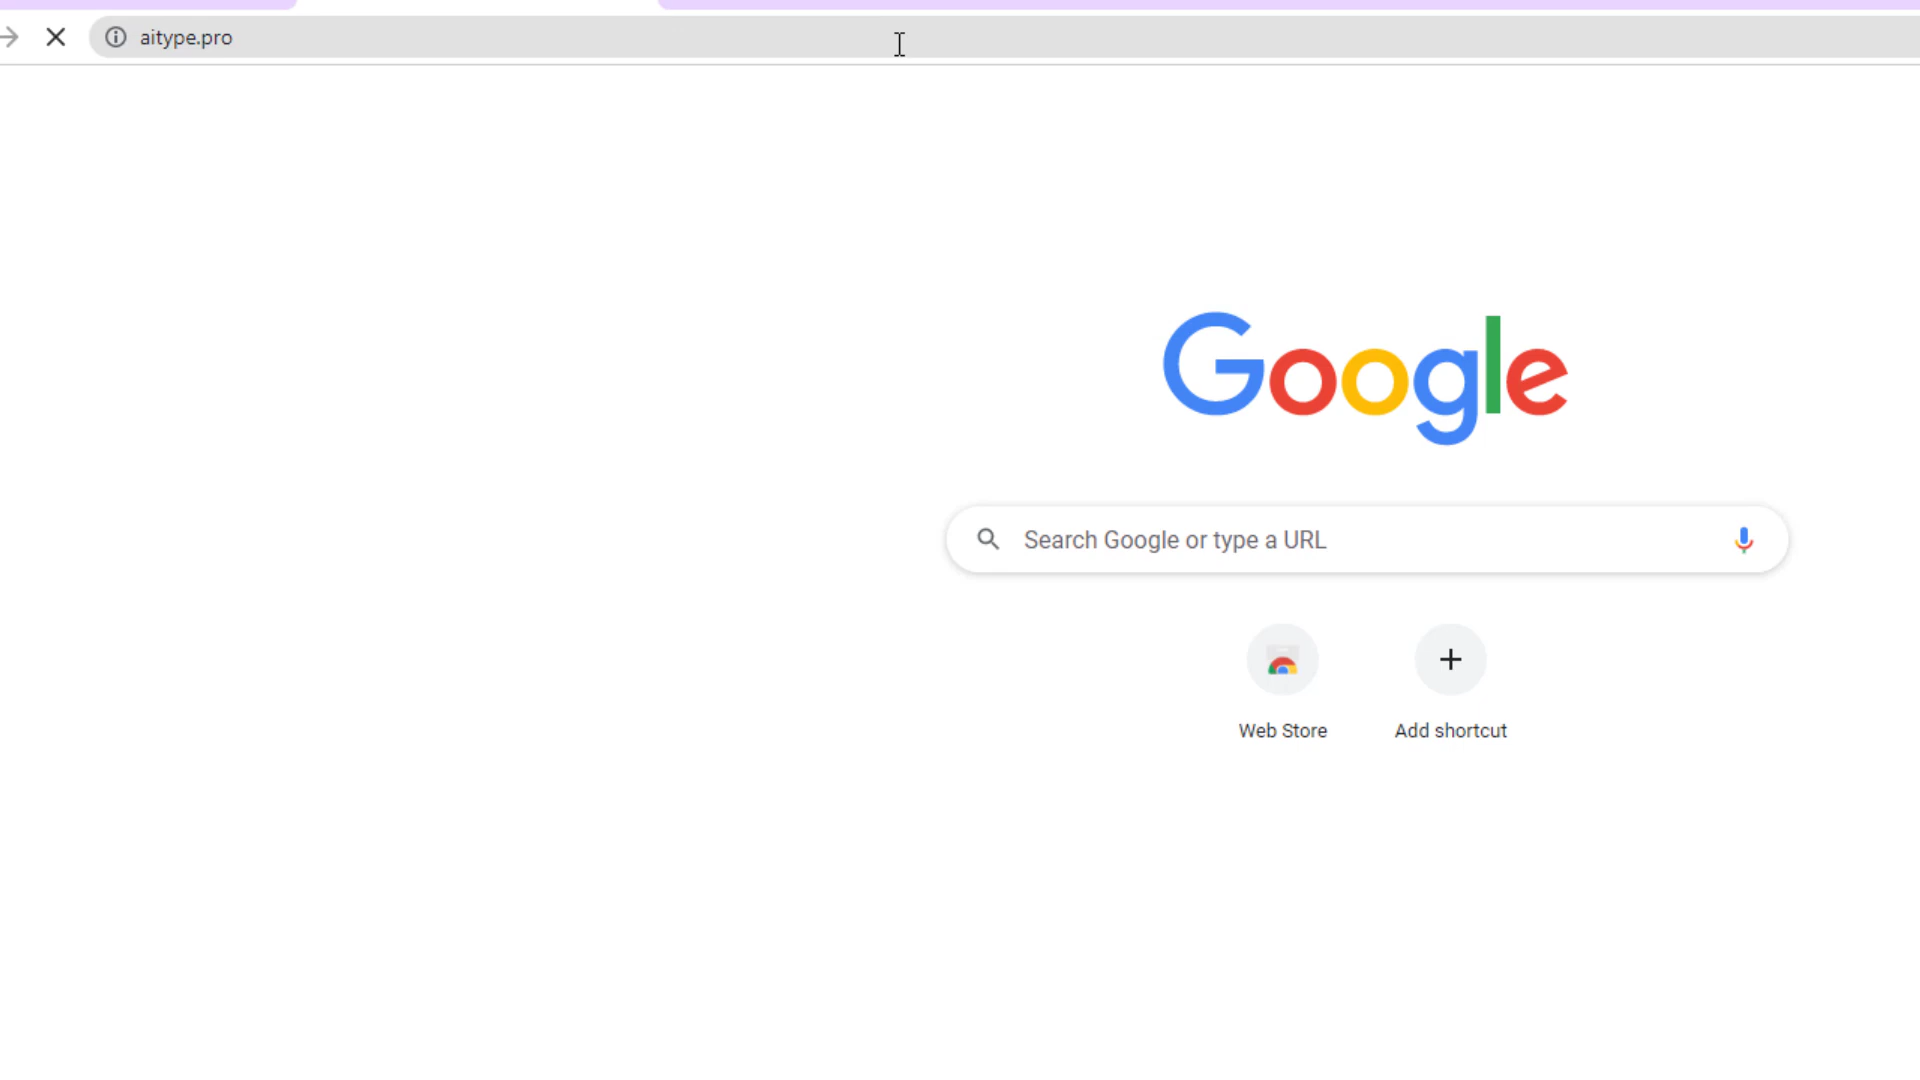 aitype.pro
Google
Search Google or type a URL
Web Store
Add shortcut